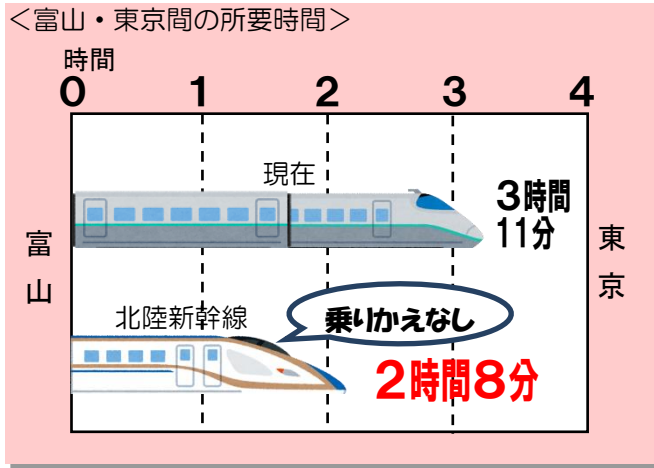 ＜富山・東京間の所要時間＞
時間
0 1 2 3 4
現在
3時間
11分
富山
東京
北陸新幹線
乗りかえなし
2時間8分